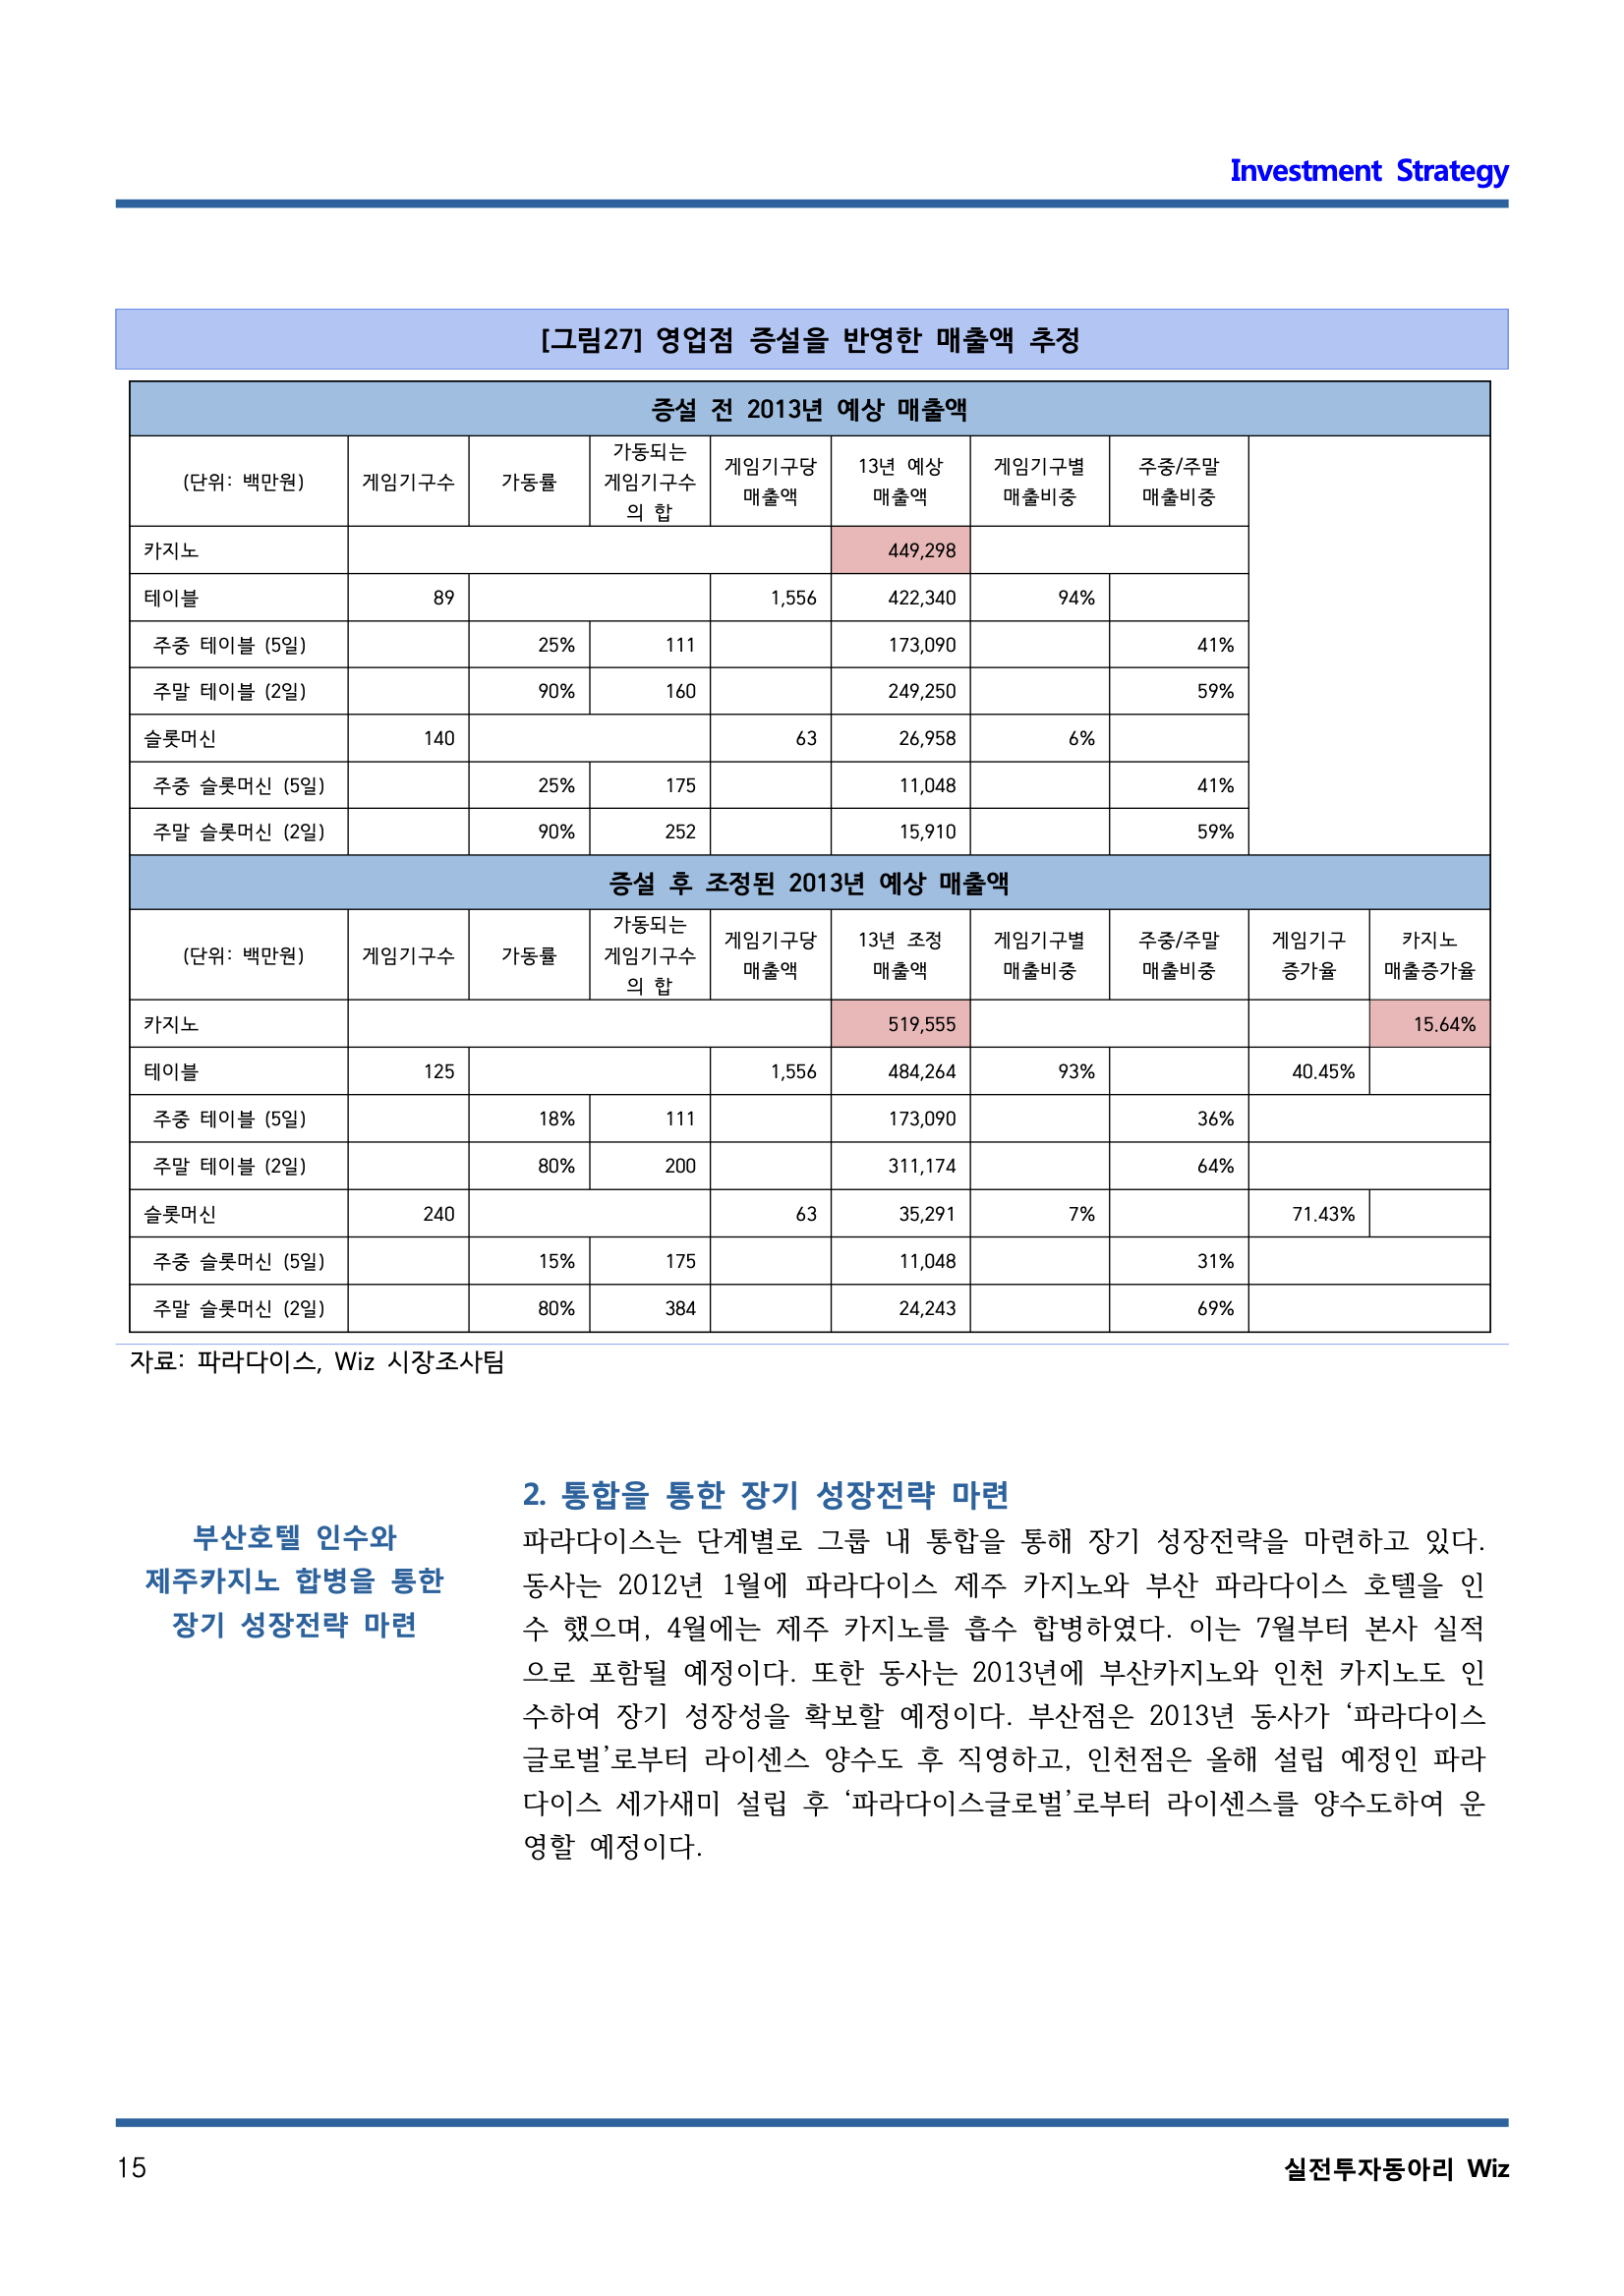 Investment Strategy
[그림27] 영업점 증설을 반영한 매출액 추정
증설 전 2013년 예상 매출액
(단위: 백만원) 게임기구수 가동률 가동되는 게임기구수의 합 게임기구당 매출액 13년 예상 매출액 게임기구별 매출비중 주중/주말 매출비중
카지노 449,298
테이블 89 1,556 422,340 94%
주중 테이블 (5일) 25% 111 173,090 41%
주말 테이블 (2일) 90% 160 249,250 59%
슬롯머신 140 63 26,958 6%
주중 슬롯머신 (5일) 25% 175 11,048 41%
주말 슬롯머신 (2일) 90% 252 15,910 59%
증설 후 조정된 2013년 예상 매출액
(단위: 백만원) 게임기구수 가동률 가동되는 게임기구수의 합 게임기구당 매출액 13년 조정 매출액 게임기구별 매출비중 주중/주말 매출비중 게임기구 증가율 카지노 매출증가율
카지노 519,555 15.64%
테이블 125 1,556 484,264 93% 40.45%
주중 테이블 (5일) 18% 111 173,090 36%
주말 테이블 (2일) 80% 200 311,174 64%
슬롯머신 240 63 35,291 7% 71.43%
주중 슬롯머신 (5일) 15% 175 11,048 31%
주말 슬롯머신 (2일) 80% 384 24,243 69%
자료: 파라다이스, Wiz 시장조사팀
부산호텔 인수와
제주카지노 합병을 통한
장기 성장전략 마련
2. 통합을 통한 장기 성장전략 마련
파라다이스는 단계별로 그룹 내 통합을 통해 장기 성장전략을 마련하고 있다.
동사는 2012년 1월에 파라다이스 제주 카지노와 부산 파라다이스 호텔을 인
수 했으며, 4월에는 제주 카지노를 흡수 합병하였다. 이는 7월부터 본사 실적
으로 포함될 예정이다. 또한 동사는 2013년에 부산카지노와 인천 카지노도 인
수하여 장기 성장성을 확보할 예정이다. 부산점은 2013년 동사가 ‘파라다이스
글로벌’로부터 라이센스 양수도 후 직영하고, 인천점은 올해 설립 예정인 파라
다이스 세가새미 설립 후 ‘파라다이스글로벌’로부터 라이센스를 양수도하여 운
영할 예정이다.
15
실전투자동아리 Wiz